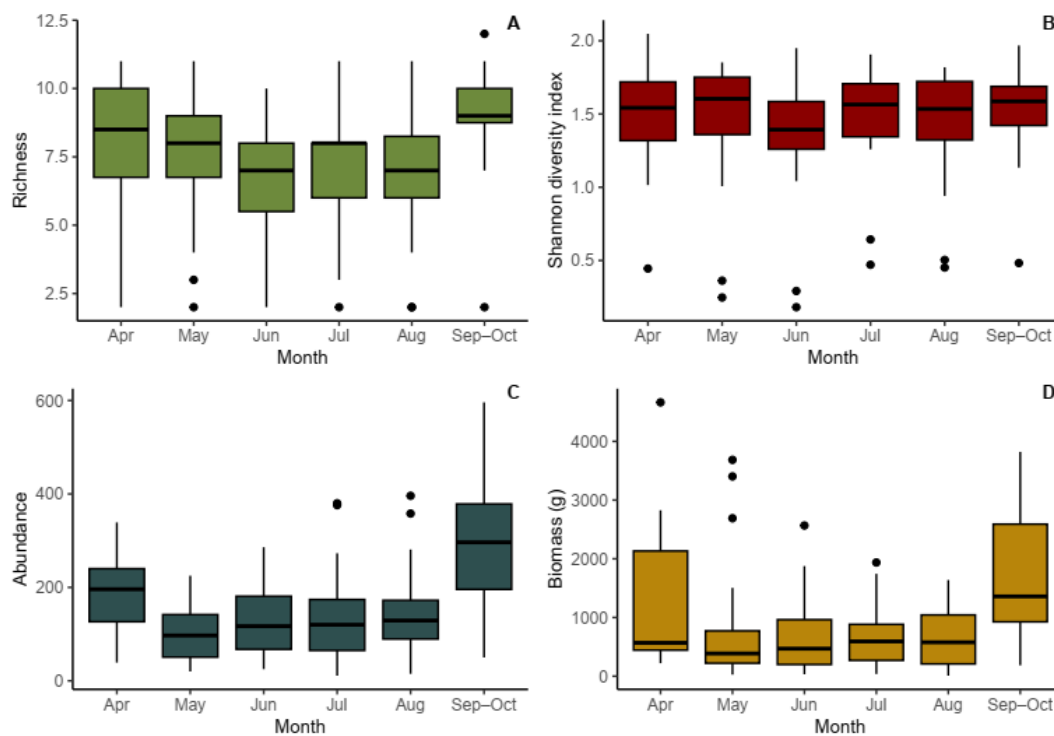 A
Richness
12.5
10.0
7.5
5.0
2.5
Apr May Jun Jul Aug Sep–Oct
Month
B
Shannon diversity index
2.0
1.5
1.0
0.5
Apr May Jun Jul Aug Sep–Oct
Month
C
Abundance
600
400
200
0
Apr May Jun Jul Aug Sep–Oct
Month
D
Biomass (g)
4000
3000
2000
1000
0
Apr May Jun Jul Aug Sep–Oct
Month